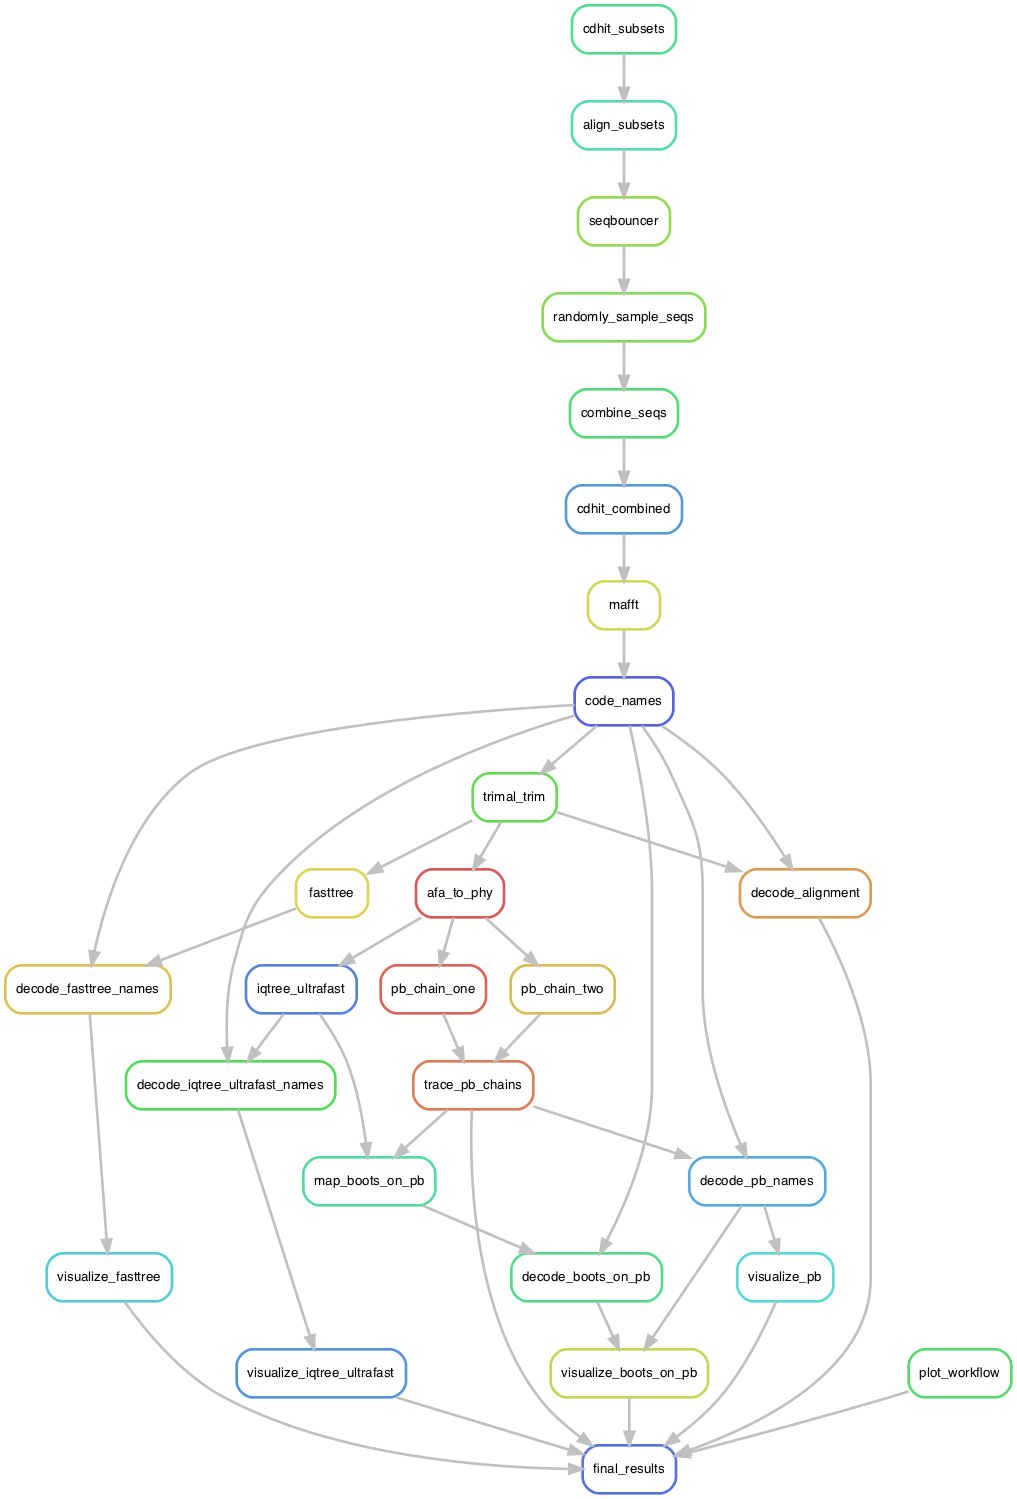 cdhit_subsets
align_subsets
seqbouncer
randomly_sample_seqs
combine_seqs
cdhit_combined
mafft
code_names
trimal_trim
fasttree
afa_to_phy
decode_alignment
decode_fasttree_names
iqtree_ultrafast
pb_chain_one
pb_chain_two
decode_iqtree_ultrafast_names
trace_pb_chains
map_boots_on_pb
decode_pb_names
visualize_fasttree
decode_boots_on_pb
visualize_pb
visualize_iqtree_ultrafast
visualize_boots_on_pb
plot_workflow
final_results